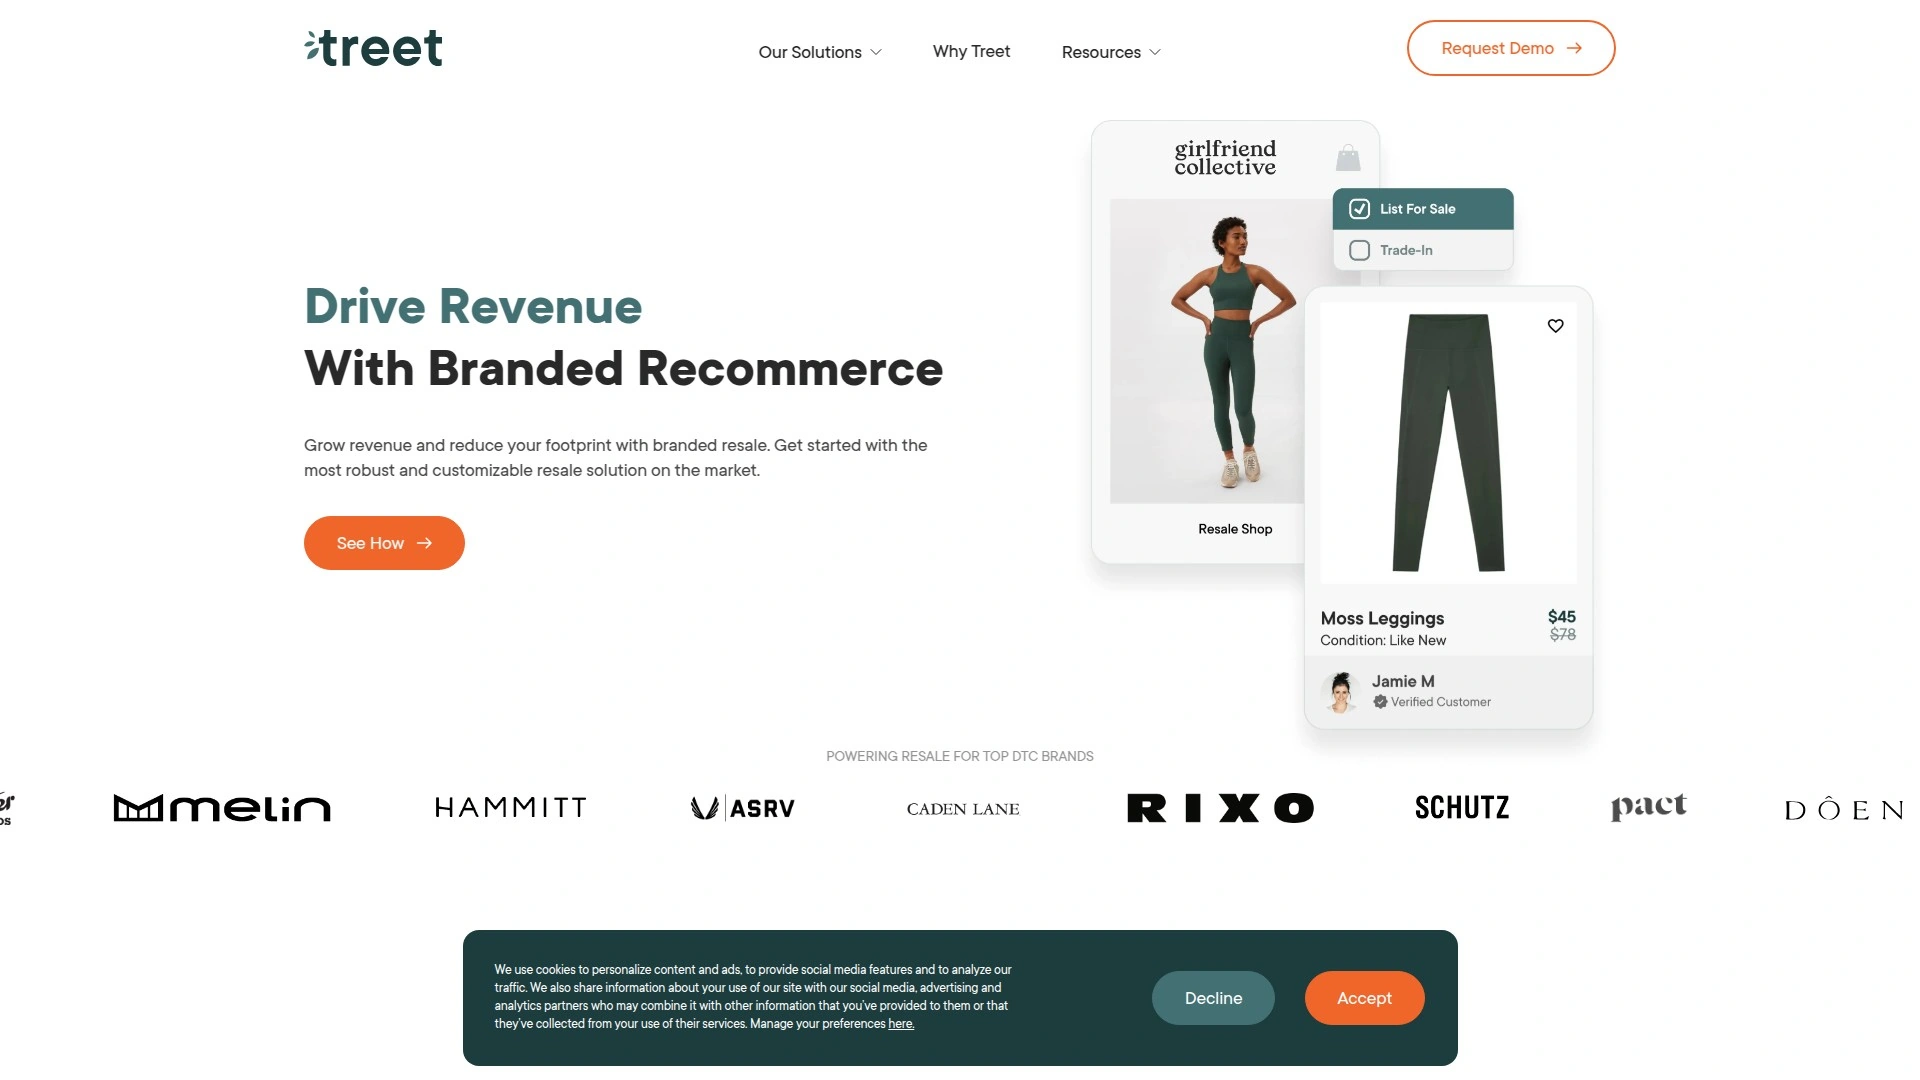 treet
Our Solutions
Why Treet
Resources
Request Demo
girlfriend
collective
List For Sale
Trade-In
Drive Revenue
With Branded Recommerce
Grow revenue and reduce your footprint with branded resale. Get started with the
most robust and customizable resale solution on the market.
See How
Resale Shop
Moss Leggings
$45
Condition: Like New
$78
Jamie M
Verified Customer
POWERING RESALE FOR TOP DTC BRANDS
melin
HAMMITT
ASRV
CADEN LANE
RIXO
SCHUTZ
pact
DÔEN
We use cookies to personalize content and ads, to provide social media features and to analyze our
traffic. We also share information about your use of our site with our social media, advertising and
analytics partners who may combine it with other information that you've provided to them or that
they've collected from your use of their services. Manage your preferences here.
Decline
Accept